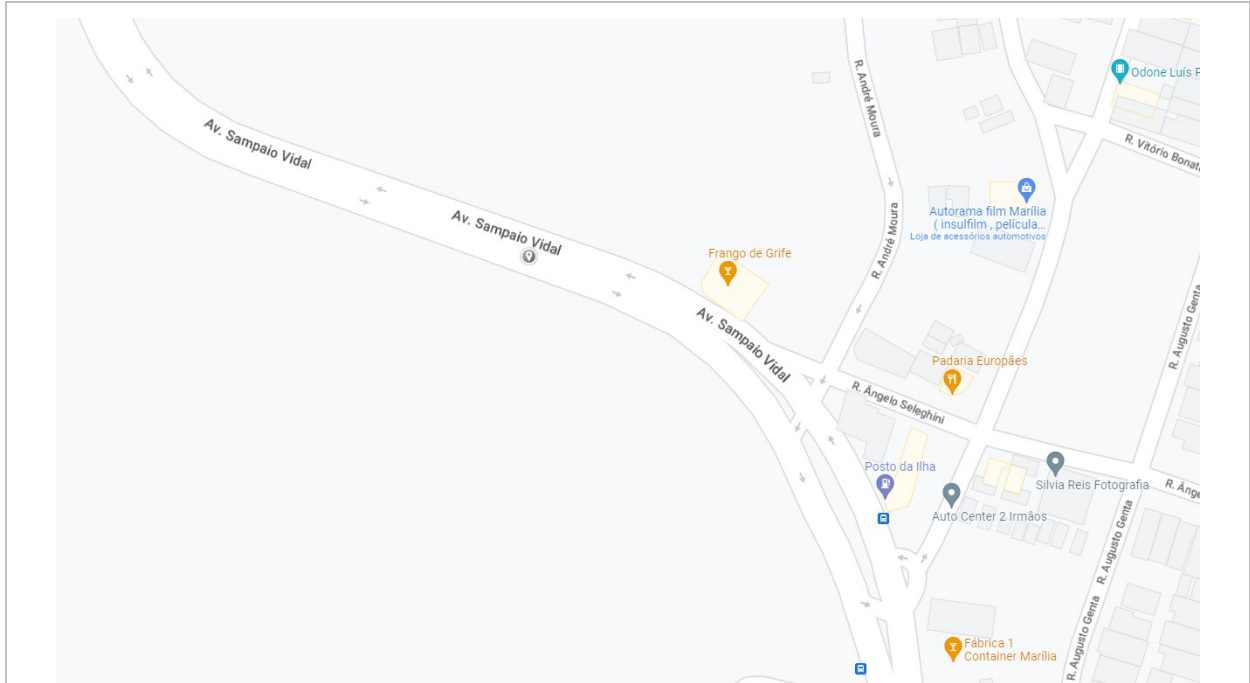 Odone Luís F
R. André Moura
Av. Sampaio Vidal
R. Vitório Bonat
Autorama film Marília
( insulfilm , película...
Loja de acessórios automotivos
R. André Moura
Av. Sampaio Vidal
Frango de Grife
R. Augusto Genta
Av. Sampaio Vidal
Padaria Europães
R. Ângelo Seleghini
Posto da Ilha
Silvia Reis Fotografia
R. Ânge
Auto Center 2 Irmãos
R. Augusto Genta
R. Augusto Genta
Fábrica 1
Container Marília